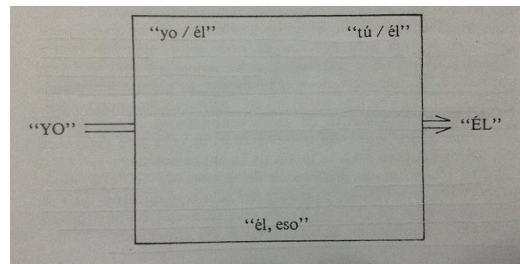 “yo / él” “tú / él”
“YO” “ÉL”
“él, eso”